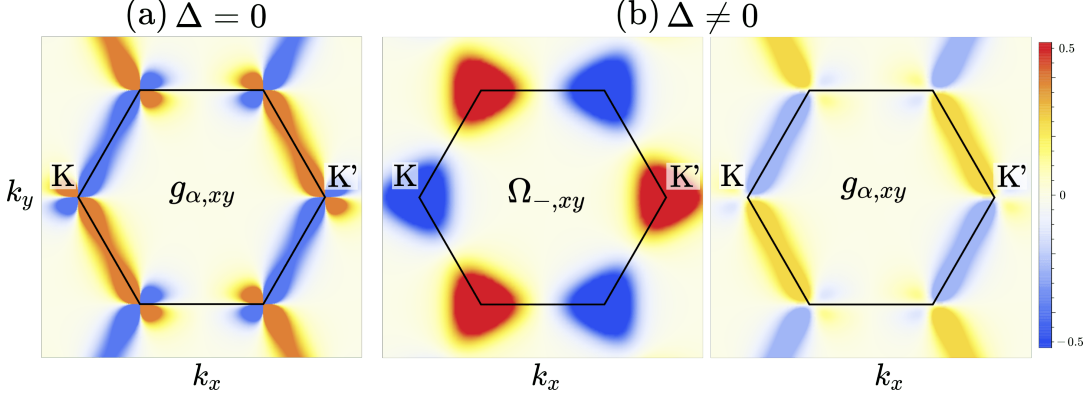 (a) Δ = 0
(b) Δ ≠ 0
K
K'
g_{α,xy}
k_y
k_x
K
K'
Ω_{−,xy}
k_x
K
K'
g_{α,xy}
k_x
0.5
0
−0.5